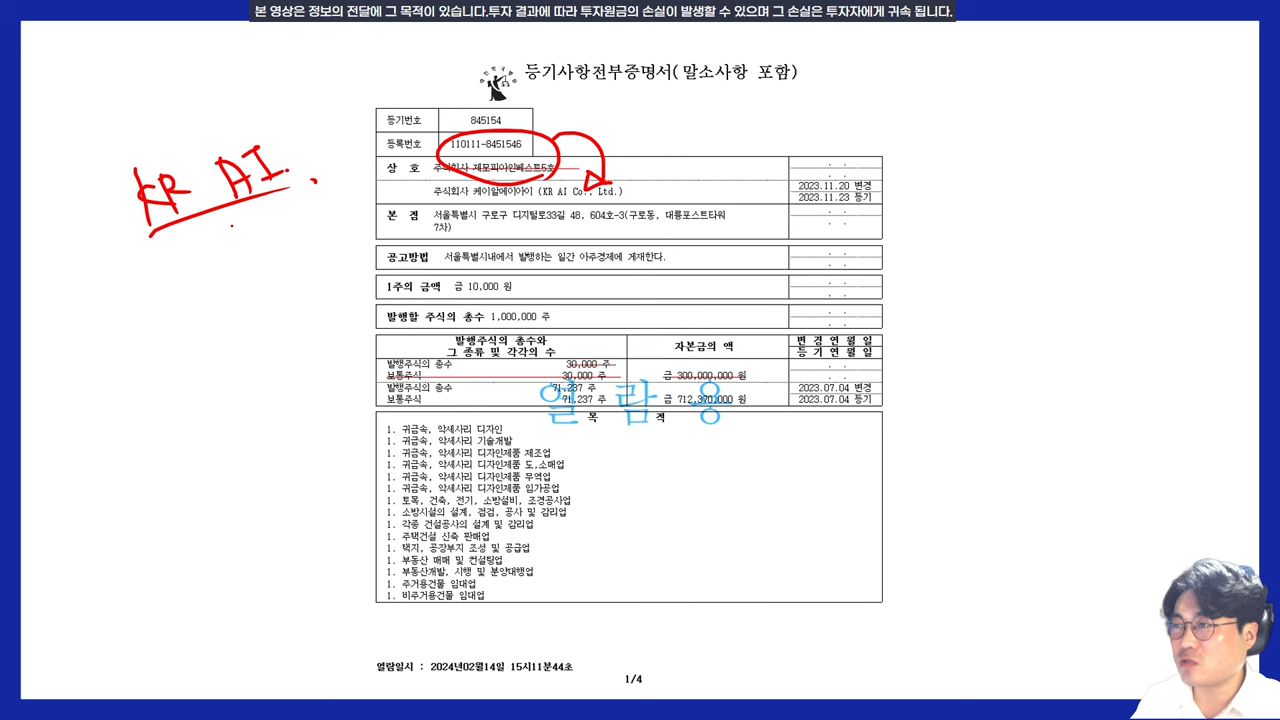 본 영상은 정보의 전달에 그 목적이 있습니다.투자 결과에 따라 투자원금의 손실이 발생할 수 있으며 그 손실은 투자자에게 귀속 됩니다.
등기사항전부증명서(말소사항 포함)
등기번호 845154
등록번호 110111-8451546
KR AI.
상 호 주식회사 제모피아인베스트5호
주식회사 케이알에이아이(KR AI Co., Ltd.) 2023.11.20 변경
2023.11.23 등기
본 점 서울특별시 구로구 디지털로33길 48, 604호-3(구로동, 대륭포스트타워
7차)
공고방법 서울특별시내에서 발행하는 일간 아주경제에 게재한다.
1주의 금액 금 10,000 원
발행할 주식의 총수 1,000,000 주
발행주식의 총수와
그 종류 및 각각의 수 자본금의 액 변 경 연 월 일
등 기 연 월 일
발행주식의 총수 30,000 주
보통주식 30,000 주 금 300,000,000 원
발행주식의 총수 71,237 주 2023.07.04 변경
보통주식 71,237 주 금 712,370,000 원 2023.07.04 등기
열 람 용
목 적
1. 귀금속, 악세사리 디자인
1. 귀금속, 악세사리 기술개발
1. 귀금속, 악세사리 디자인제품 제조업
1. 귀금속, 악세사리 디자인제품 도,소매업
1. 귀금속, 악세사리 디자인제품 무역업
1. 귀금속, 악세사리 디자인제품 임가공업
1. 토목, 건축, 전기, 소방설비, 조경공사업
1. 소방시설의 설계, 점검, 공사 및 감리업
1. 각종 건설공사의 설계 및 감리업
1. 주택건설 신축 판매업
1. 택지, 공장부지 조성 및 공급업
1. 부동산 매매 및 컨설팅업
1. 부동산개발, 시행 및 분양대행업
1. 주거용건물 임대업
1. 비주거용건물 임대업
열람일시 : 2024년02월14일 15시11분44초
1/4